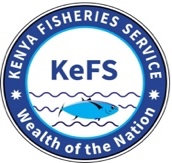 KENYA FISHERIES SERVICE
KeFS
Wealth of the Nation